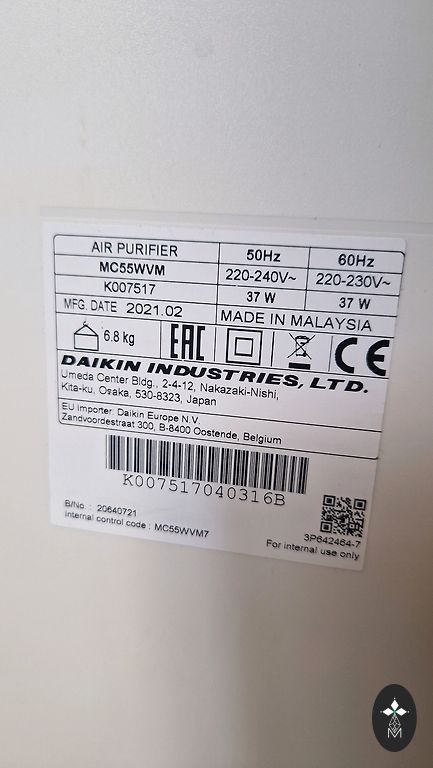 AIR PURIFIER 50Hz 60Hz
MC55WVM 220-240V~ 220-230V~
K007517 37 W 37 W
MFG. DATE 2021.02 MADE IN MALAYSIA
6.8 kg EAC CE
DAIKIN INDUSTRIES, LTD.
Umeda Center Bldg., 2-4-12, Nakazaki-Nishi,
Kita-ku, Osaka, 530-8323, Japan
EU importer: Daikin Europe N.V.
Zandvoordestraat 300, B-8400 Oostende, Belgium
K007517040316B
B/No. : 20640721
Internal control code : MC55WVM7
3P642464-7
For internal use only
M